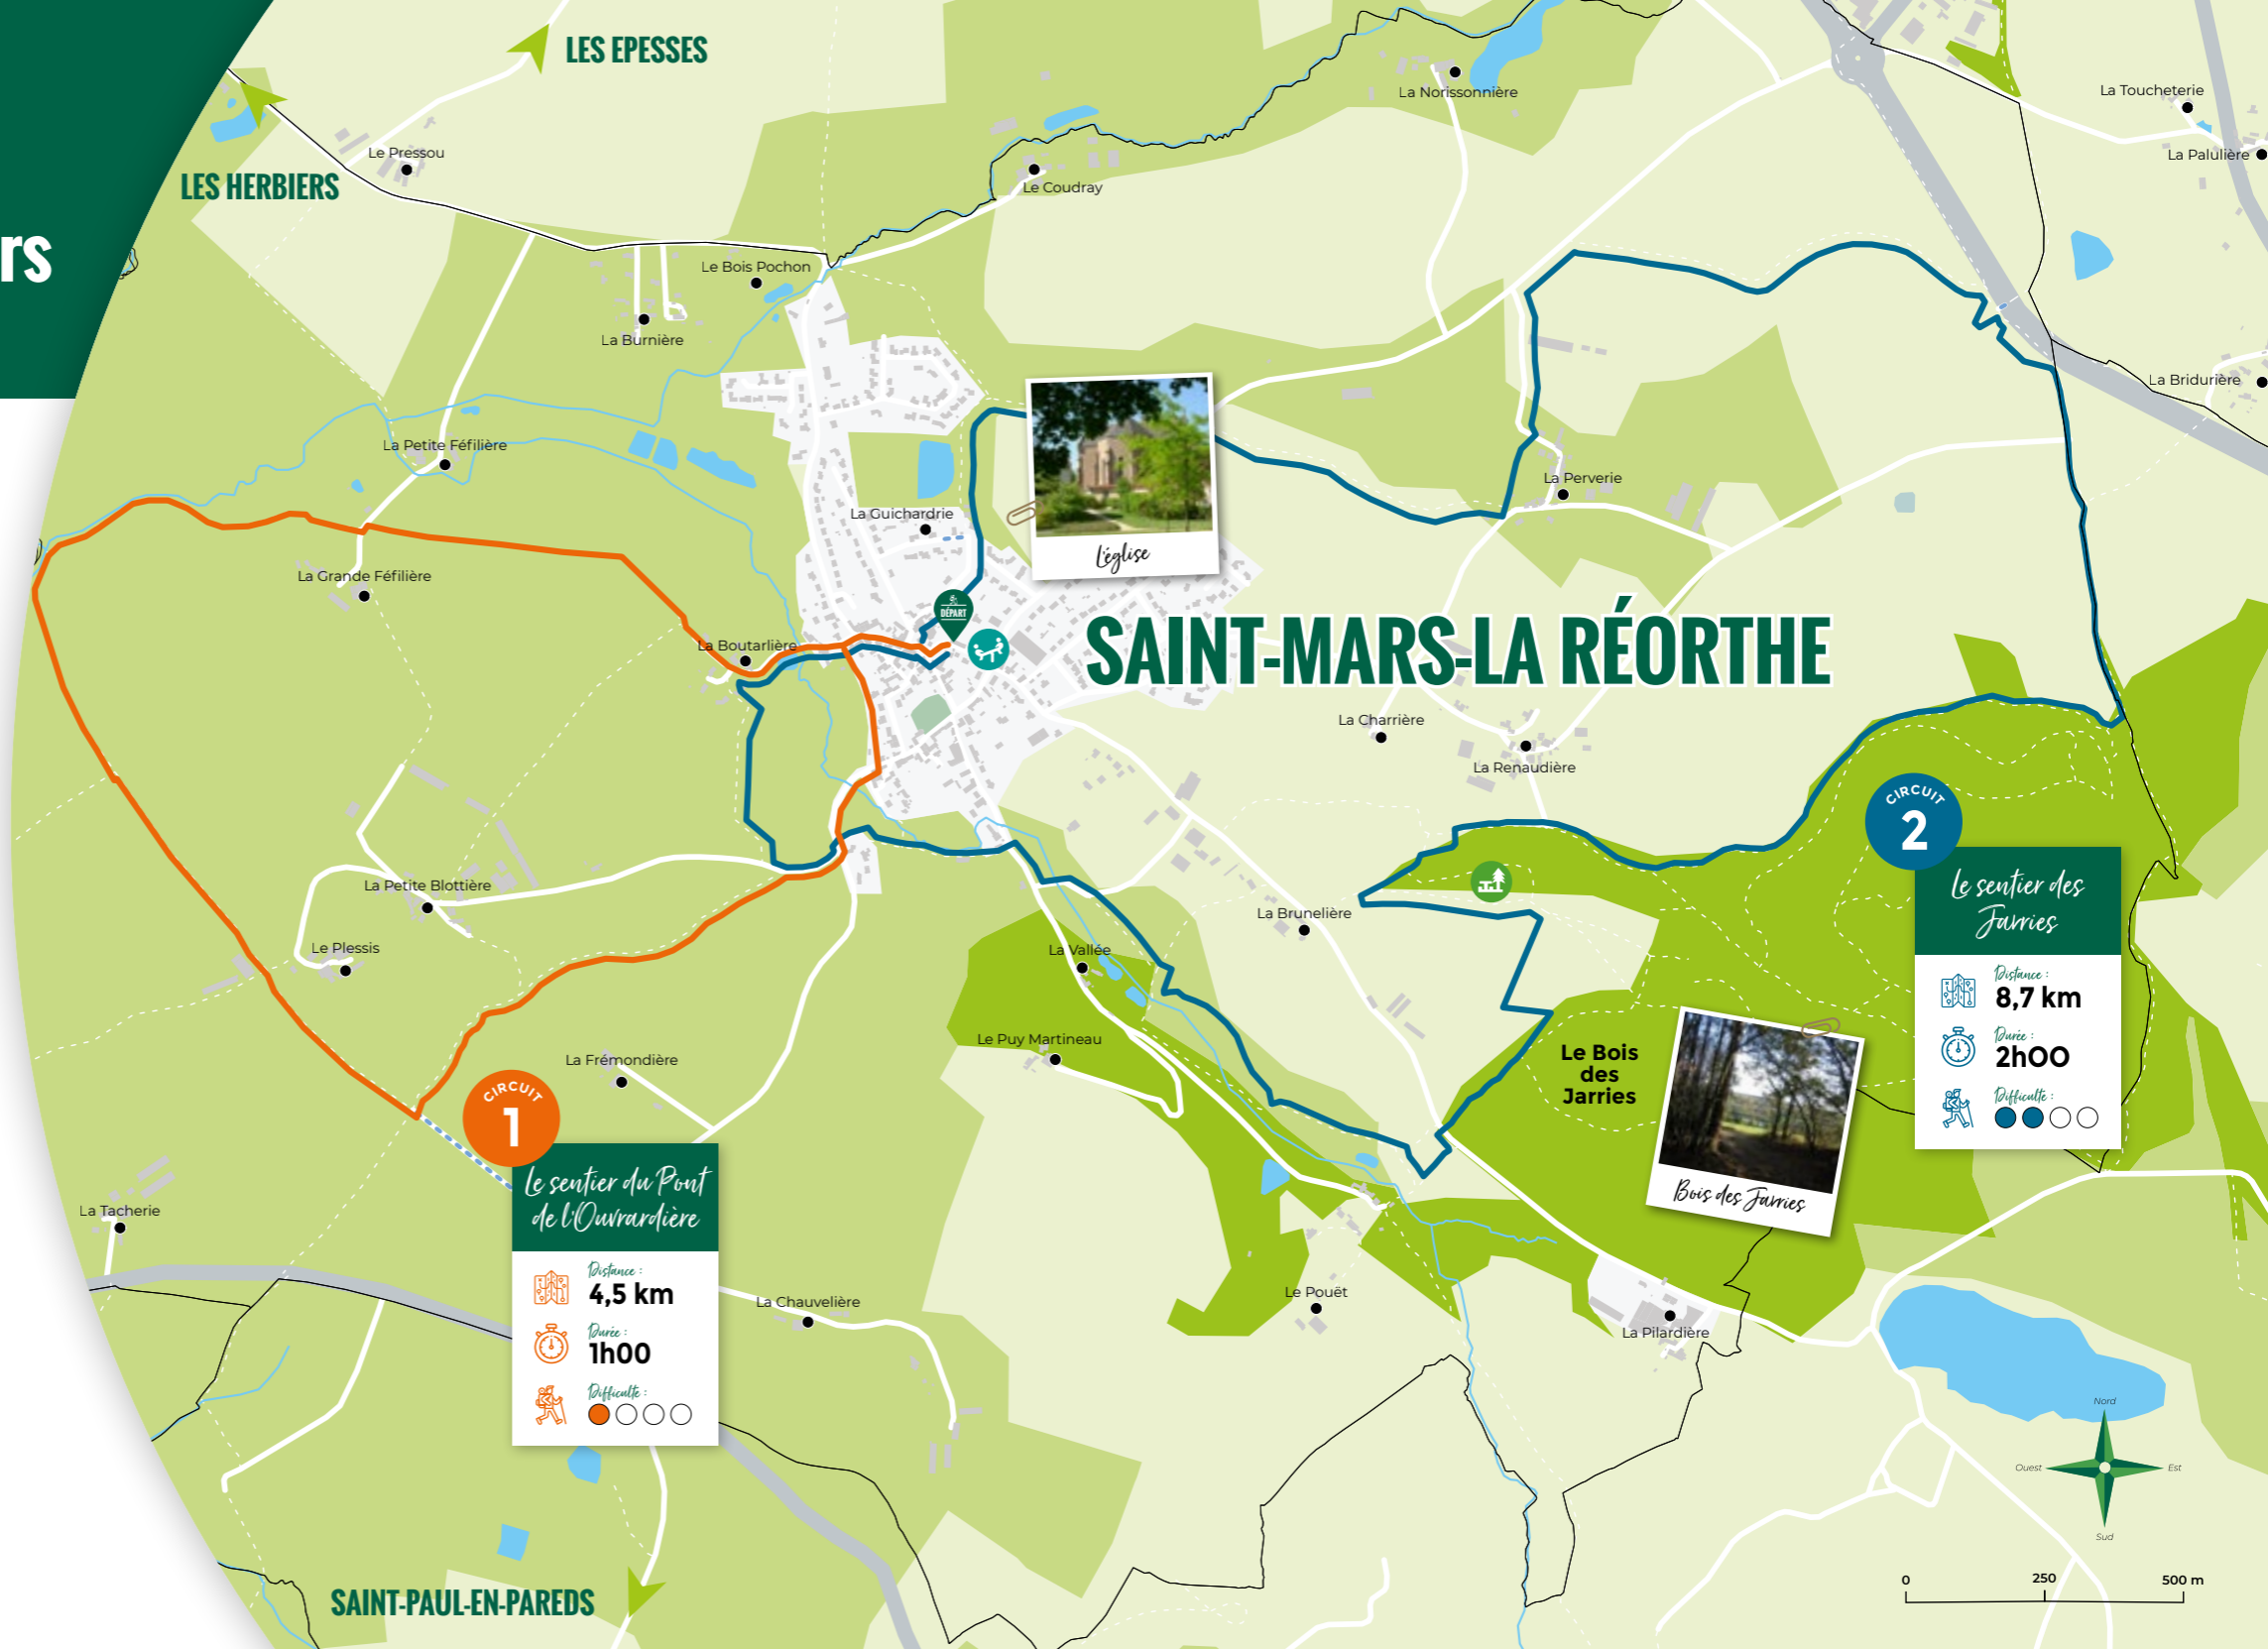 rs
LES EPESSES
LES HERBIERS
Le Pressou
La Norissonnière
La Toucheterie
La Palulière
Le Coudray
Le Bois Pochon
La Burnière
La Bridurière
La Petite Féfilière
La Perverie
La Guichardrie
L'église
La Grande Féfilière
DÉPART
La Boutarlière
SAINT-MARS-LA RÉORTHE
La Charrière
La Renaudière
La Petite Blottière
La Brunelière
Le Plessis
La Vallée
Le Puy Martineau
La Frémondière
Le Bois
des
Jarries
Bois des Jarries
CIRCUIT
2
Le sentier des
Jarries
Distance :
8,7 km
Durée :
2h00
Difficulté :
CIRCUIT
1
Le sentier du Pont
de l'Ouvrardière
Distance :
4,5 km
Durée :
1h00
Difficulté :
La Tacherie
La Chauvelière
Le Pouët
La Pilardière
SAINT-PAUL-EN-PAREDS
Nord
Ouest
Est
Sud
0 250 500 m